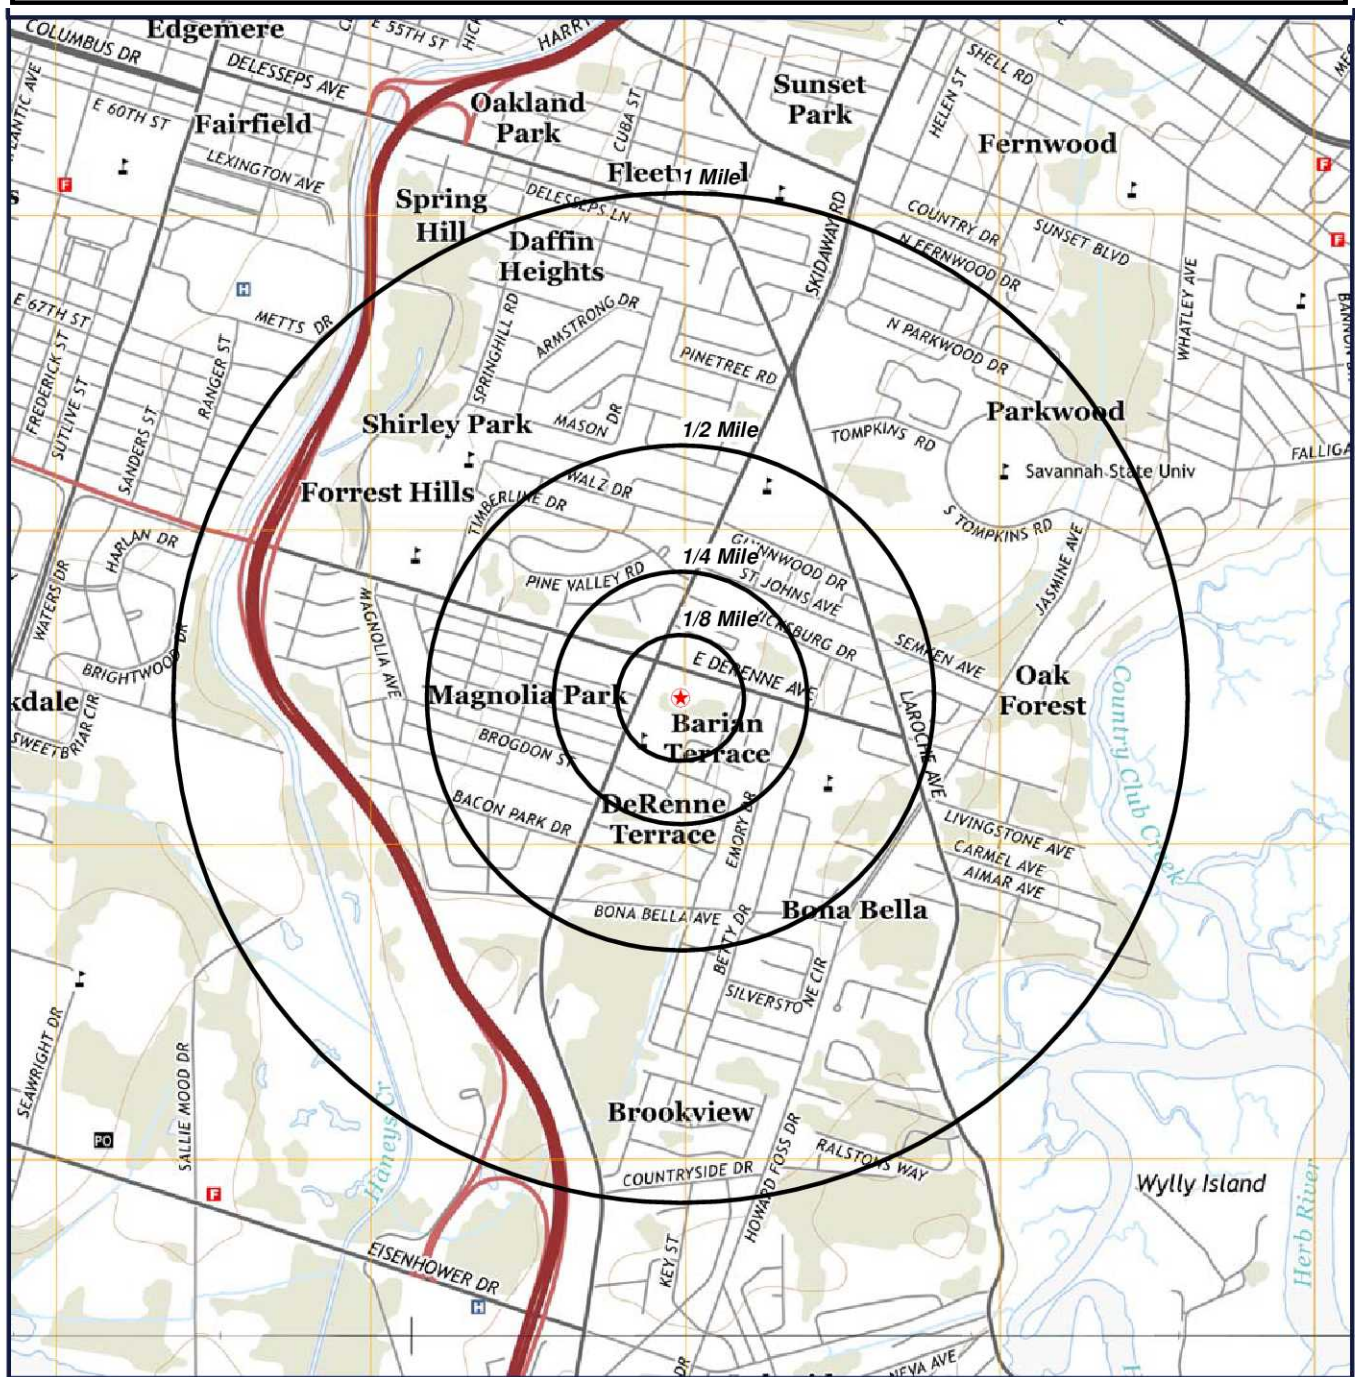 Edgemere
COLUMBUS DR
E 55TH ST
HARRY
DELESSEPS AVE
SHELL RD
Sunset
Park
HELEN ST
E 60TH ST
Fairfield
Oakland
Park
CUBA ST
Fernwood
LEXINGTON AVE
F
F
1 Mile
Spring
Hill
DELESSEPS LN
SKIDAWAY RD
COUNTRY DR
SUNSET BLVD
N FERNWOOD DR
F
Daffin
Heights
H
E 67TH ST
METTS DR
SPRINGHILL RD
ARMSTRONG DR
WHATLEY AVE
N PARKWOOD DR
FREDERICK ST
SUTLIVE ST
RANGER ST
PINETREE RD
Parkwood
Shirley Park
MASON DR
1/2 Mile
TOMPKINS RD
SANDERS ST
Savannah State Univ
Forrest Hills
WALZ DR
TIMBERLINE DR
S TOMPKINS RD
HARLAN DR
WATERS DR
1/4 Mile
PINE VALLEY RD
ST JOHNS AVE
JASMINE AVE
MAGNOLIA AVE
1/8 Mile
SEMKEN AVE
BRIGHTWOOD DR
E DERENNE AVE
Oak
Forest
Magnolia Park
Barian
Terrace
LAROCHE AVE
Country Club Creek
SWEETBRIAR CIR
BROGDON ST
BACON PARK DR
DeRenne
Terrace
EMORY DR
LIVINGSTONE AVE
CARMEL AVE
AIMAR AVE
BONA BELLA AVE
Bona Bella
BETTY DR
SILVERSTONE CIR
SEAWRIGHT DR
SALLIE MOOD DR
PO
Haneys Cr.
Brookview
HOWARD FOSS DR
RALSTONS WAY
COUNTRYSIDE DR
Wylly Island
F
Herb River
EISENHOWER DR
KEY ST
H
DR